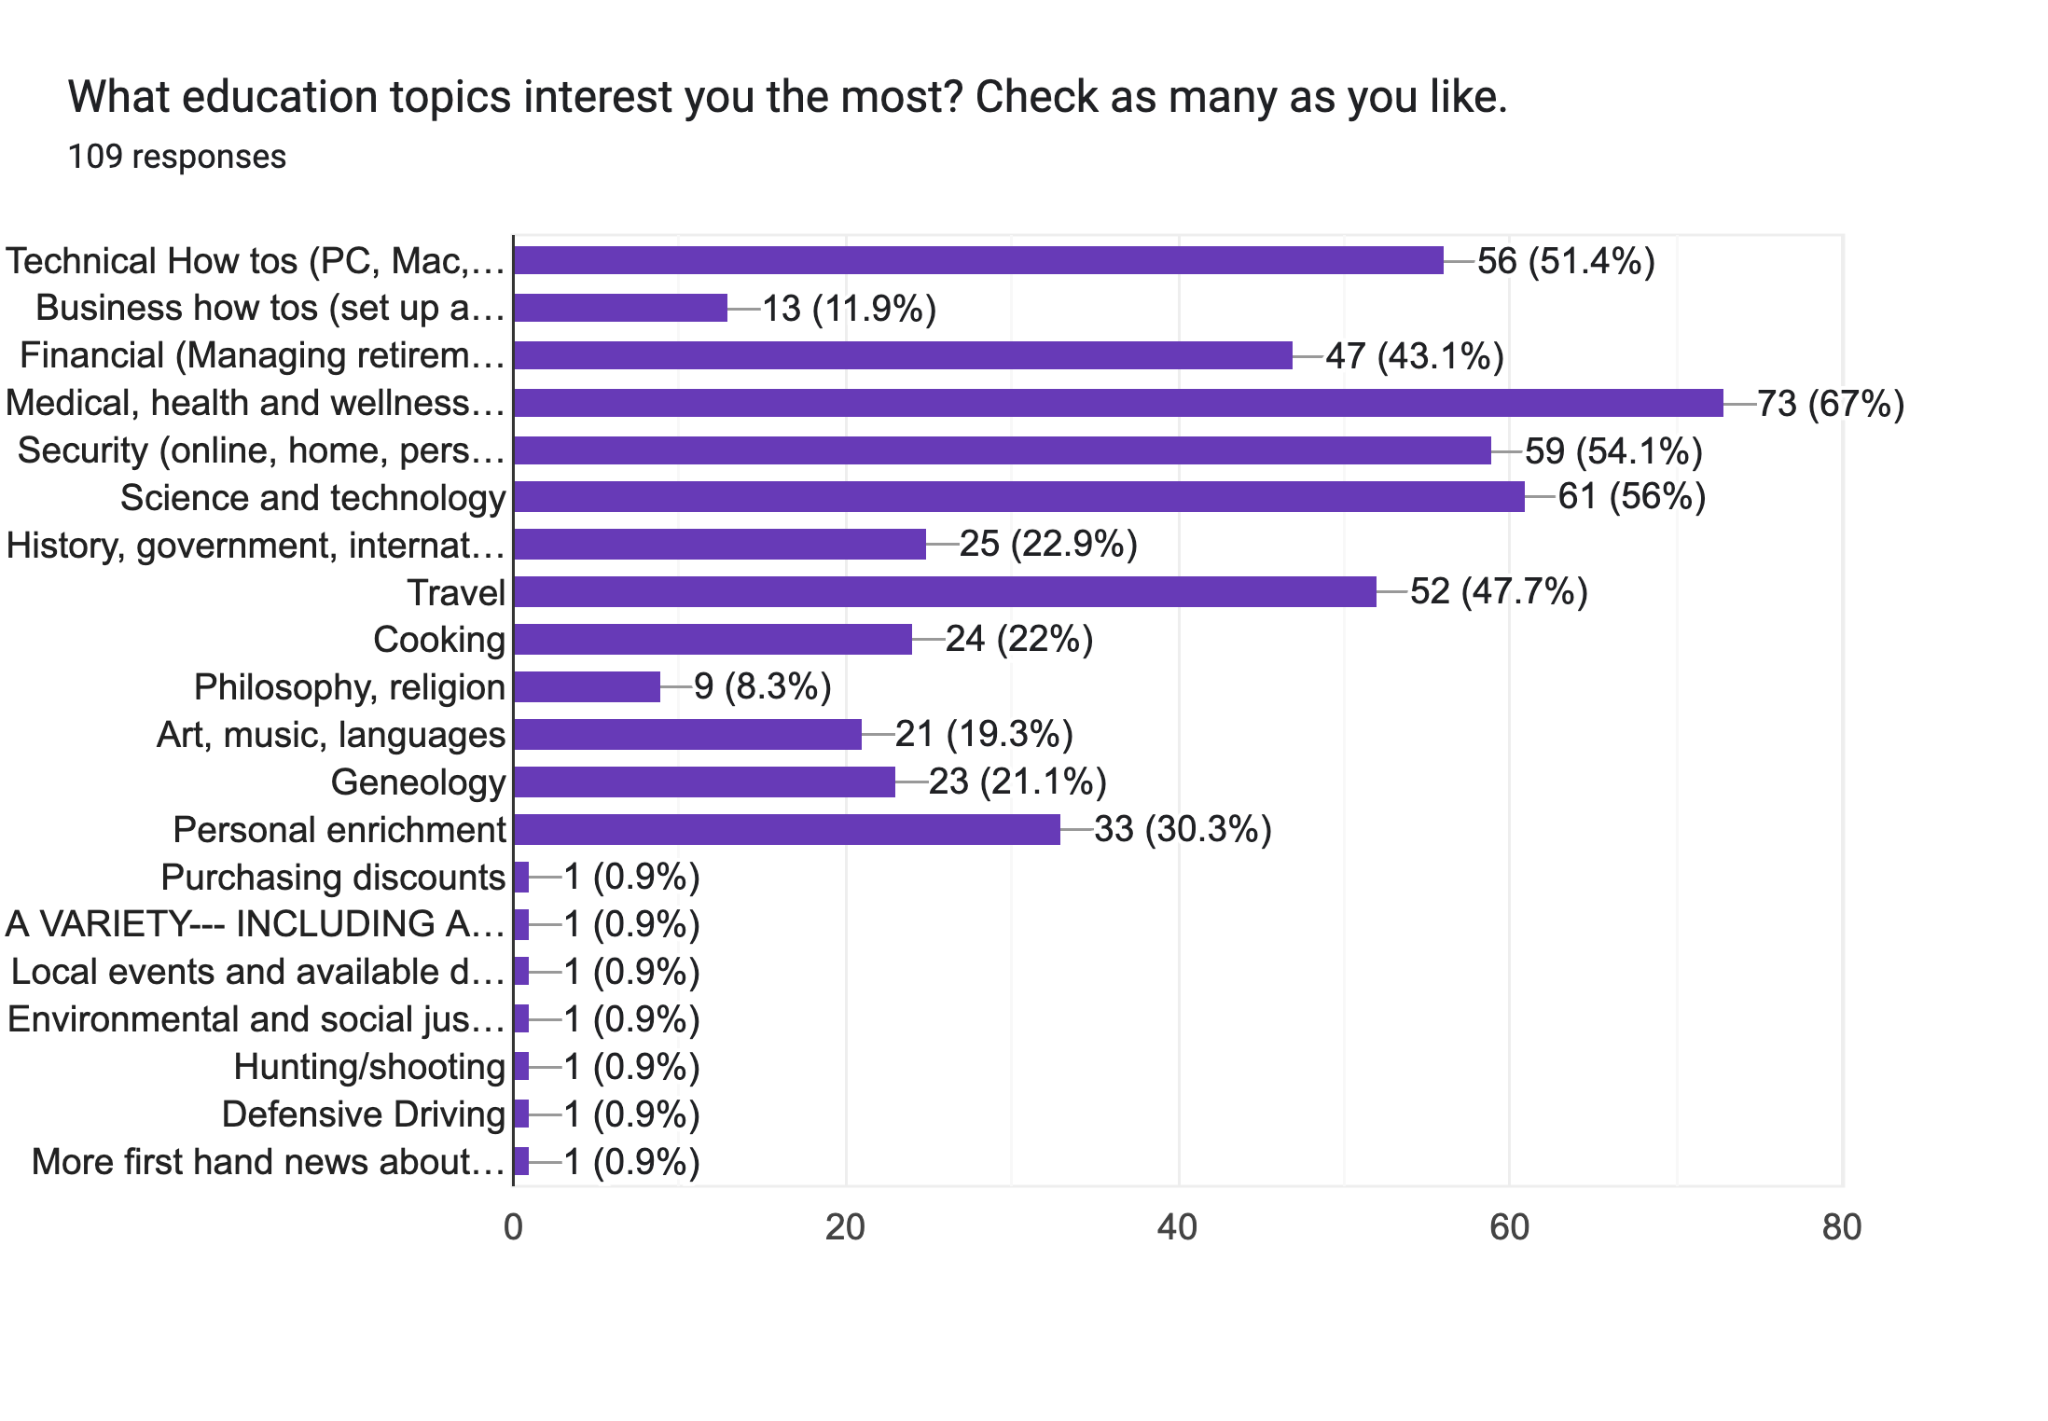 What education topics interest you the most? Check as many as you like.
109 responses
Technical How tos (PC, Mac,… 56 (51.4%)
Business how tos (set up a… 13 (11.9%)
Financial (Managing retirem… 47 (43.1%)
Medical, health and wellness… 73 (67%)
Security (online, home, pers… 59 (54.1%)
Science and technology 61 (56%)
History, government, internat… 25 (22.9%)
Travel 52 (47.7%)
Cooking 24 (22%)
Philosophy, religion 9 (8.3%)
Art, music, languages 21 (19.3%)
Geneology 23 (21.1%)
Personal enrichment 33 (30.3%)
Purchasing discounts 1 (0.9%)
A VARIETY--- INCLUDING A… 1 (0.9%)
Local events and available d… 1 (0.9%)
Environmental and social jus… 1 (0.9%)
Hunting/shooting 1 (0.9%)
Defensive Driving 1 (0.9%)
More first hand news about… 1 (0.9%)
0 20 40 60 80